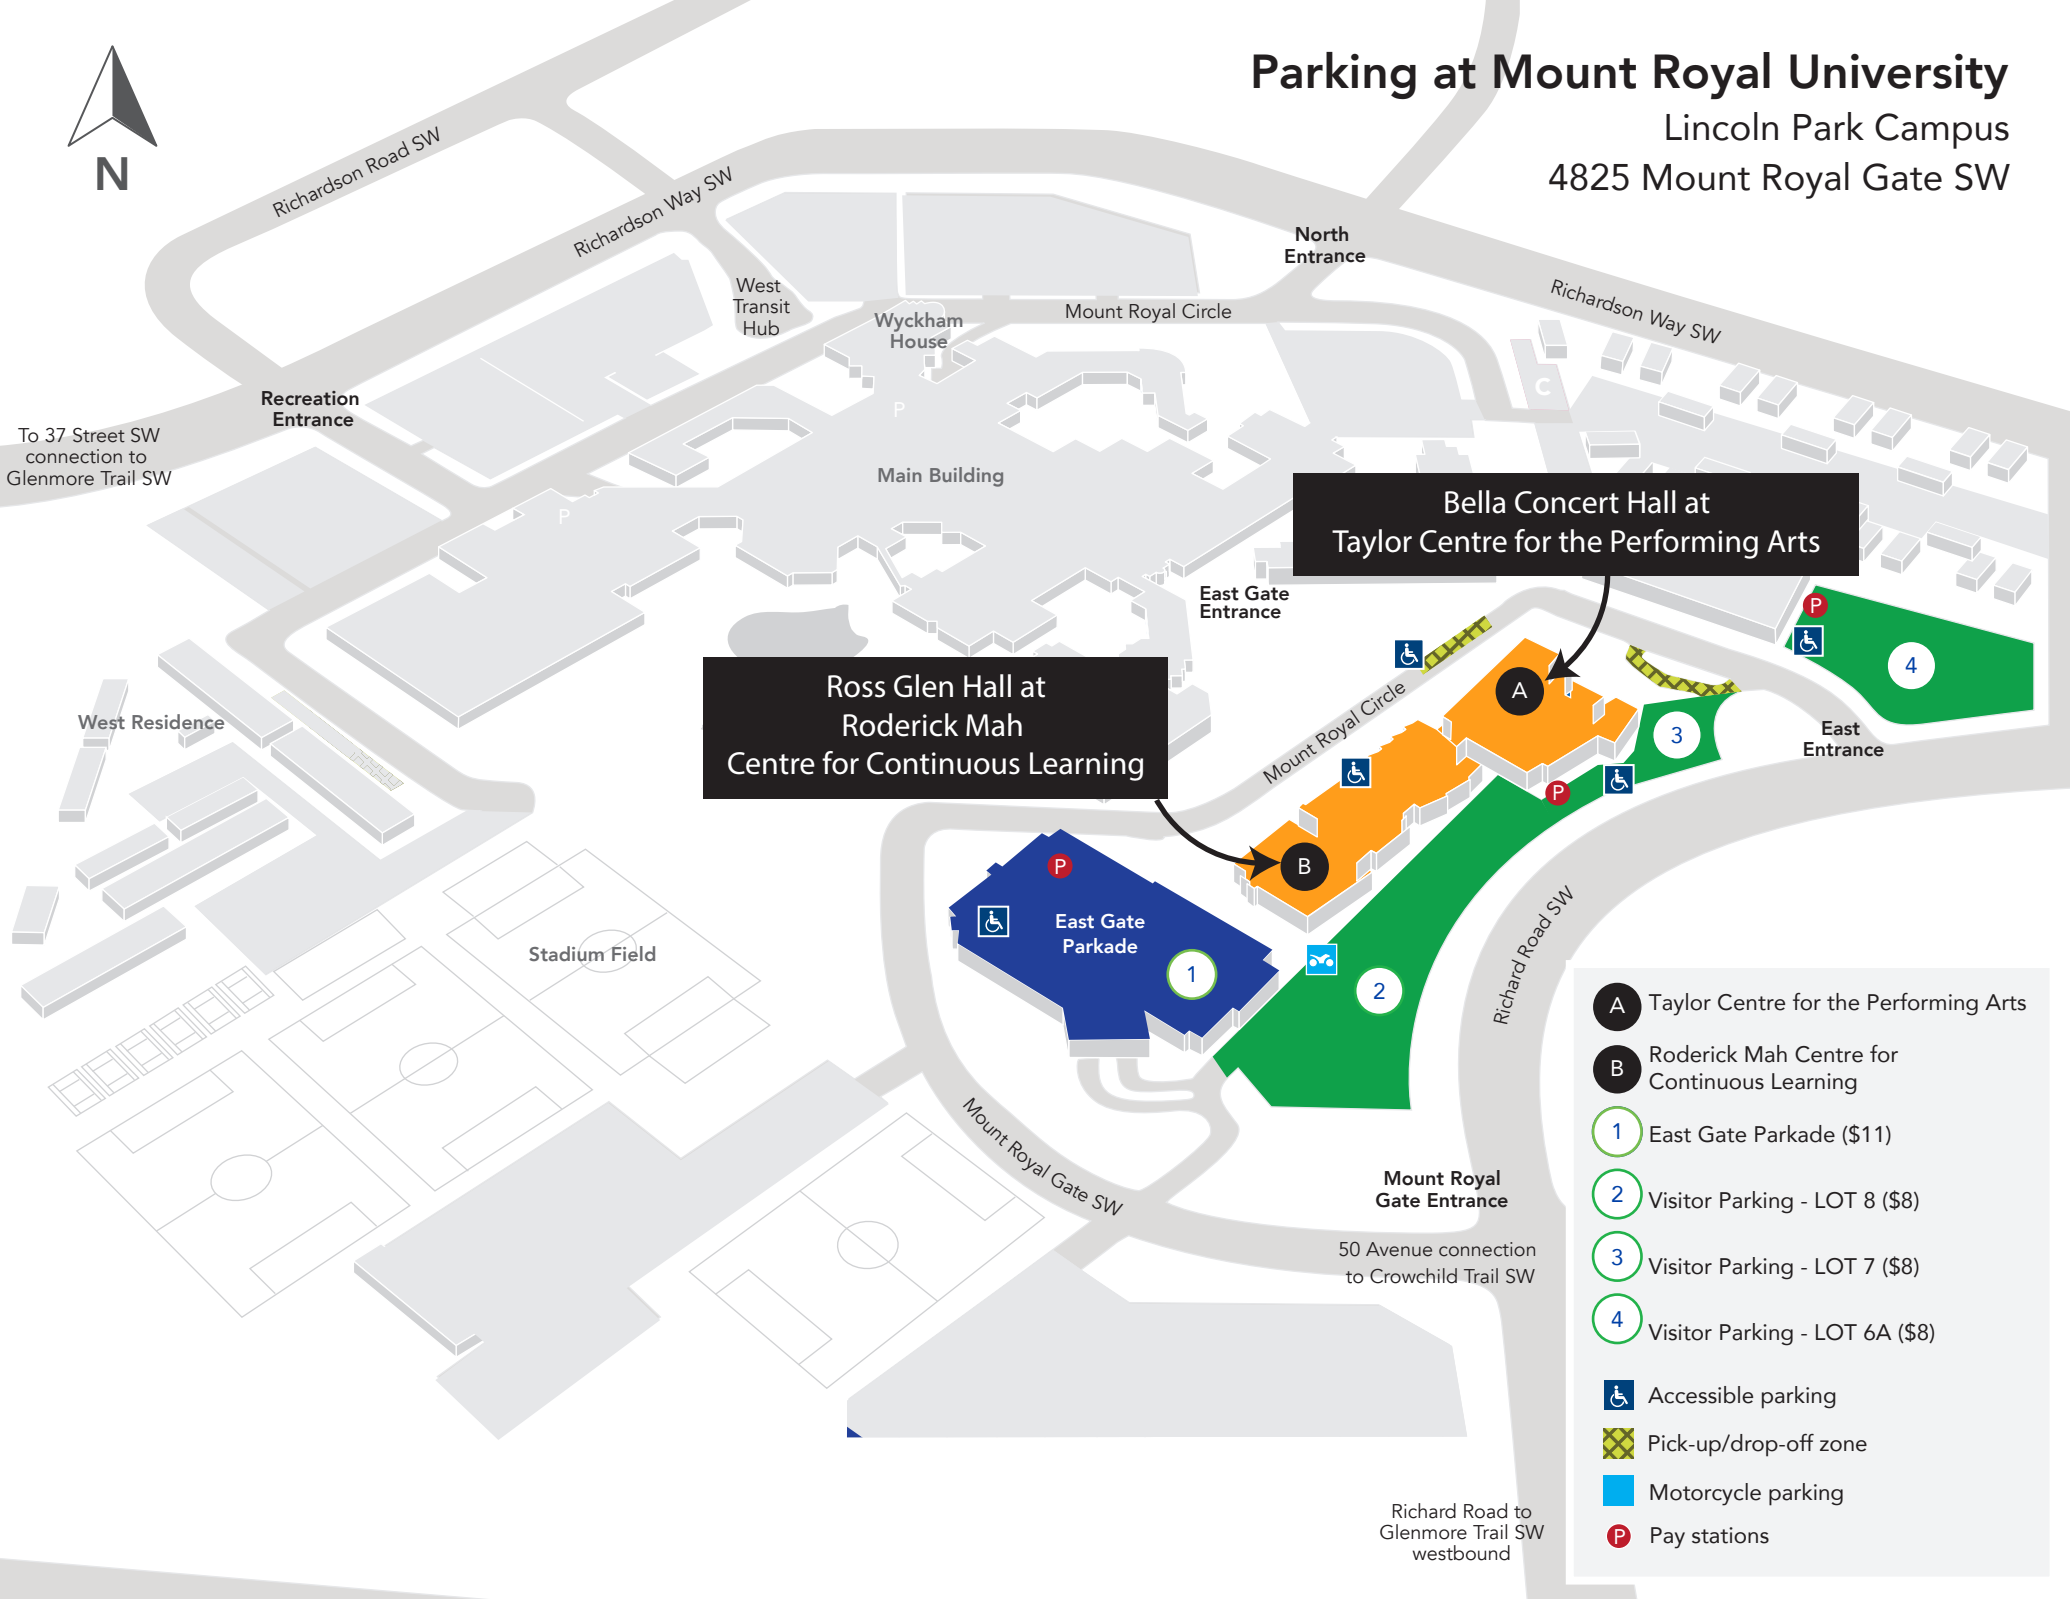 Parking at Mount Royal University
Lincoln Park Campus
4825 Mount Royal Gate SW
N
Richardson Road SW
Richardson Way SW
West
Transit
Hub
North
Entrance
Richardson Way SW
Mount Royal Circle
Wyckham
House
C
P
Recreation
Entrance
To 37 Street SW
connection to
Glenmore Trail SW
Main Building
P
Bella Concert Hall at
Taylor Centre for the Performing Arts
East Gate
Entrance
P
4
A
3
Ross Glen Hall at
Roderick Mah
Centre for Continuous Learning
Mount Royal Circle
East
Entrance
West Residence
P
B
P
East Gate
Parkade
1
2
Richard Road SW
Stadium Field
Mount Royal Gate SW
Mount Royal
Gate Entrance
50 Avenue connection
to Crowchild Trail SW
Richard Road to
Glenmore Trail SW
westbound
A Taylor Centre for the Performing Arts
B Roderick Mah Centre for
Continuous Learning
1 East Gate Parkade ($11)
2 Visitor Parking - LOT 8 ($8)
3 Visitor Parking - LOT 7 ($8)
4 Visitor Parking - LOT 6A ($8)
Accessible parking
Pick-up/drop-off zone
Motorcycle parking
P Pay stations